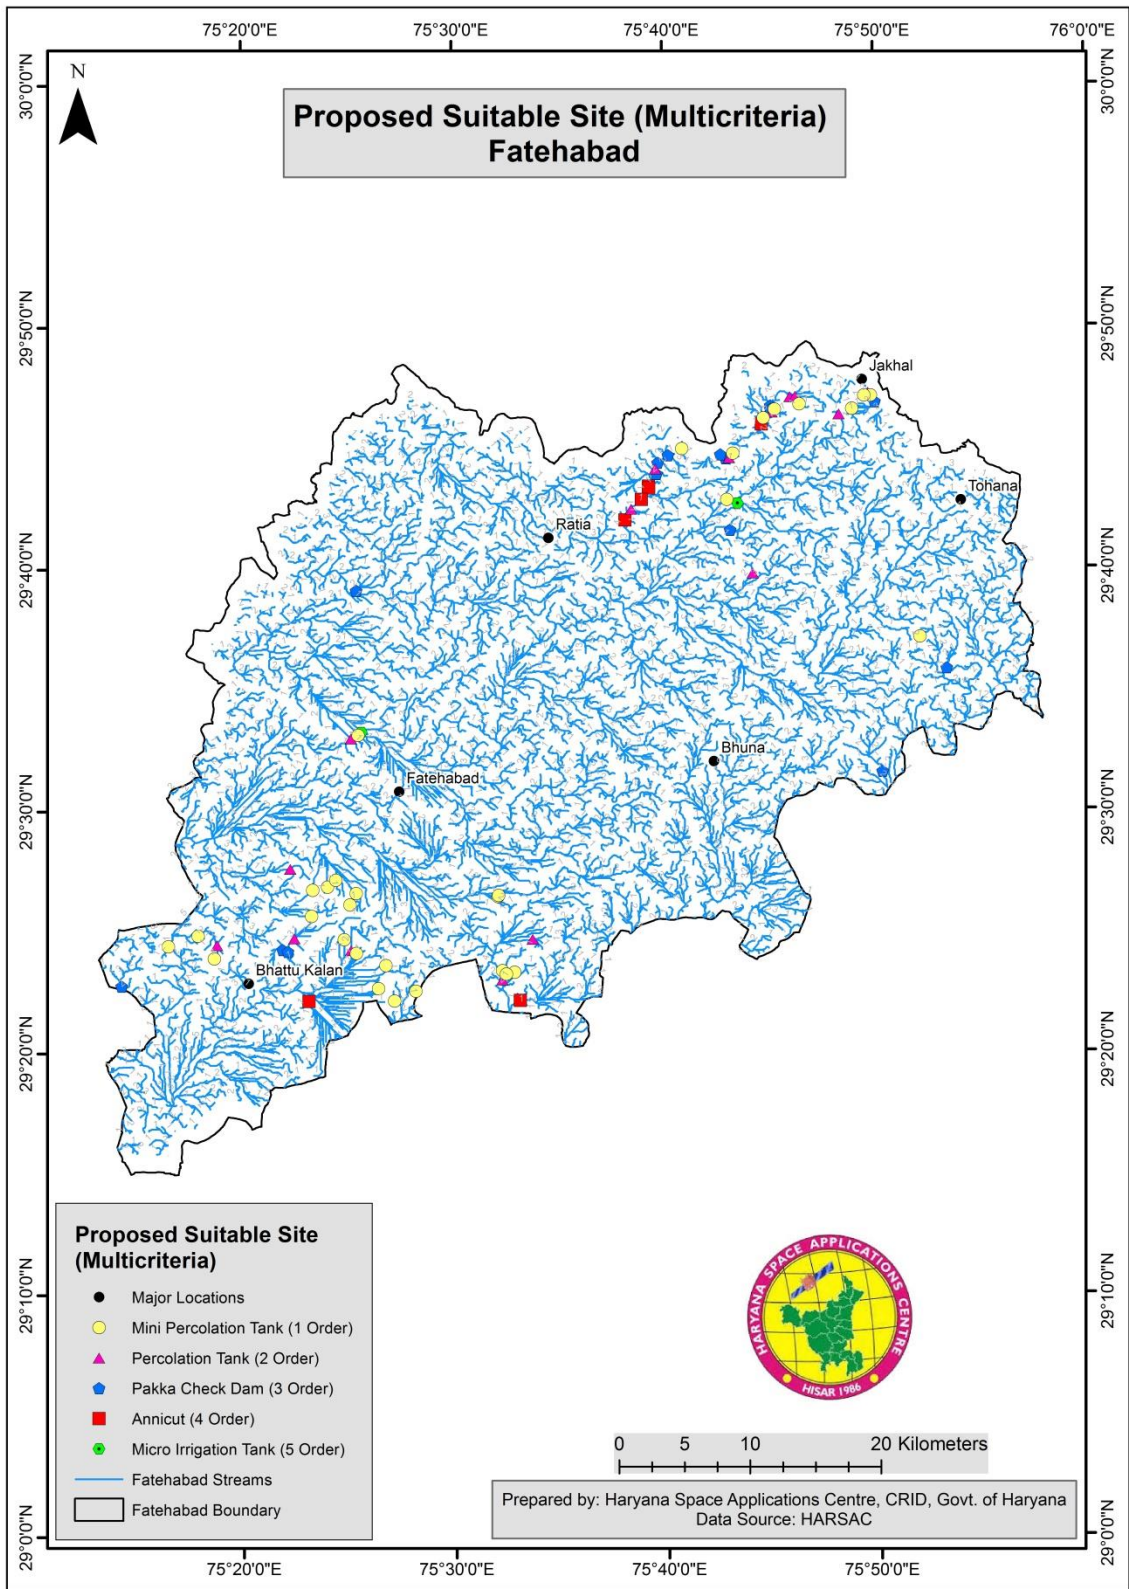 75°20'0"E
75°30'0"E
75°40'0"E
75°50'0"E
76°0'0"E
N
30°0'0"N
30°0'0"N
Proposed Suitable Site (Multicriteria)
Fatehabad
29°50'0"N
29°50'0"N
Jakhal
Tohana
Ratia
29°40'0"N
29°40'0"N
Bhuna
Fatehabad
29°30'0"N
29°30'0"N
Bhattu Kalan
29°20'0"N
29°20'0"N
Proposed Suitable Site
(Multicriteria)
Major Locations
Mini Percolation Tank (1 Order)
Percolation Tank (2 Order)
Pakka Check Dam (3 Order)
Annicut (4 Order)
Micro Irrigation Tank (5 Order)
Fatehabad Streams
Fatehabad Boundary
29°10'0"N
29°10'0"N
HARYANA SPACE APPLICATIONS CENTRE
HISAR 1986
0 5 10 20 Kilometers
Prepared by: Haryana Space Applications Centre, CRID, Govt. of Haryana
Data Source: HARSAC
29°0'0"N
29°0'0"N
75°20'0"E
75°30'0"E
75°40'0"E
75°50'0"E